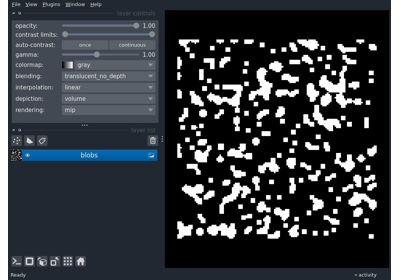 File View Plugins Window Help
layer controls
opacity: 1.00
contrast limits:
auto-contrast: once continuous
gamma: 1.00
colormap: gray
blending: translucent_no_depth
interpolation: linear
depiction: volume
rendering: mip
layer list
blobs
Ready
activity